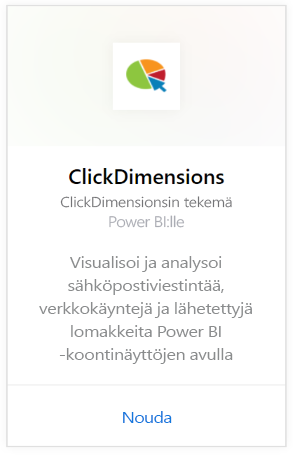 ClickDimensions
ClickDimensionsin tekemä
Power BI:lle
Visualisoi ja analysoi
sähköpostiviestintää,
verkkokäyntejä ja lähetettyjä
lomakkeita Power BI
-koontinäyttöjen avulla
Nouda